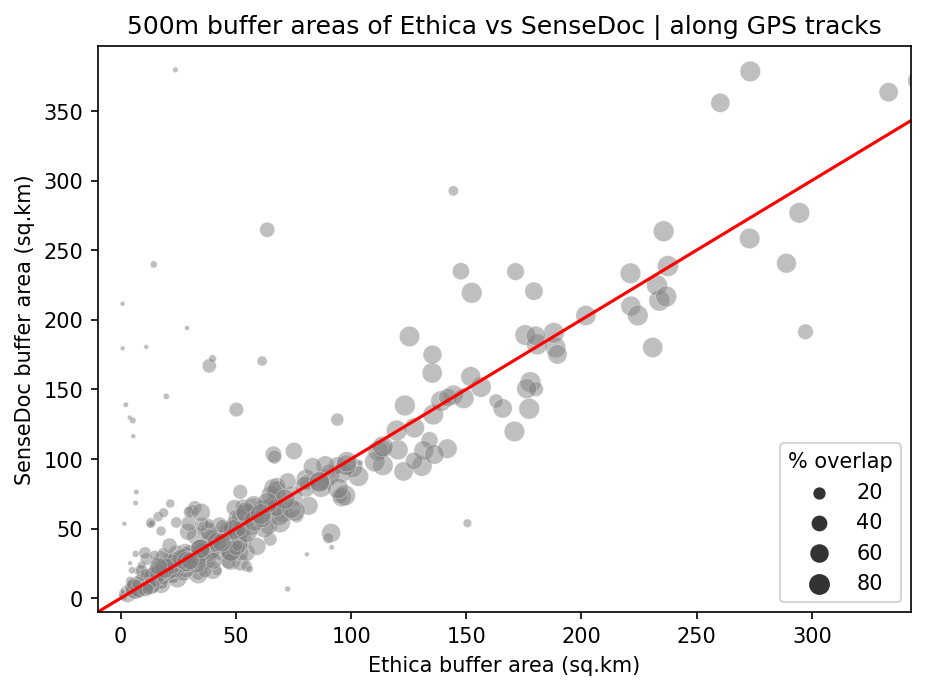 500m buffer areas of Ethica vs SenseDoc | along GPS tracks
350
300
250
200
150
100
50
0
SenseDoc buffer area (sq.km)
% overlap
20
40
60
80
0 50 100 150 200 250 300
Ethica buffer area (sq.km)